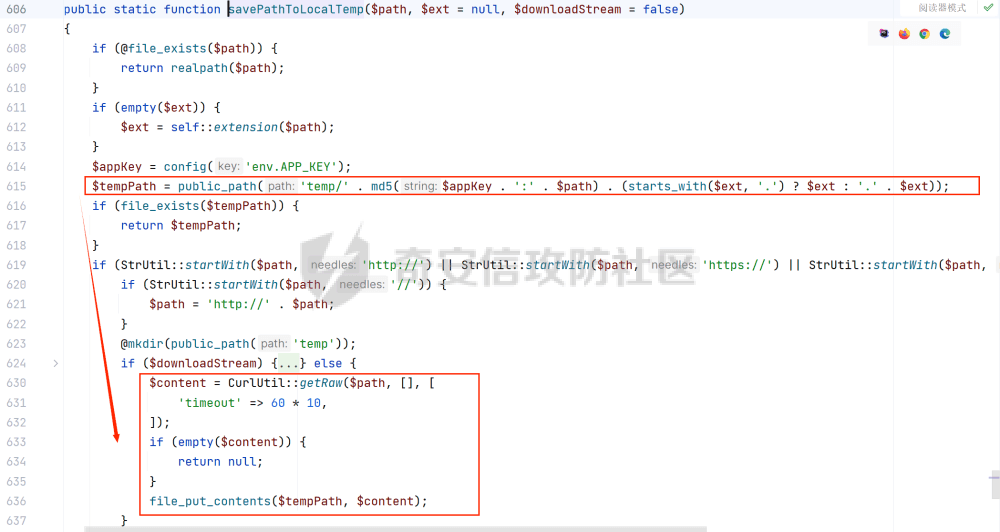 606 public static function savePathToLocalTemp($path, $ext = null, $downloadStream = false)
阅读器模式
607 {
608 if (@file_exists($path)) {
609 return realpath($path);
610 }
611 if (empty($ext)) {
612 $ext = self::extension($path);
613 }
614 $appKey = config( key: 'env.APP_KEY');
615 $tempPath = public_path( path: 'temp/' . md5( string: $appKey . ':' . $path) . (starts_with($ext, '.') ? $ext : '.' . $ext));
616 if (file_exists($tempPath)) {
617 return $tempPath;
618 }
619 if (StrUtil::startWith($path, needles: 'http://') || StrUtil::startWith($path, needles: 'https://') || StrUtil::startWith($path,
奇安信攻防社区
620 if (StrUtil::startWith($path, needles: '//')) {
621 $path = 'http://' . $path;
622 }
623 @mkdir(public_path( path: 'temp'));
624 if ($downloadStream) {...} else {
630 $content = CurlUtil::getRaw($path, [], [
631 'timeout' => 60 * 10,
632 ]);
633 if (empty($content)) {
634 return null;
635 }
636 file_put_contents($tempPath, $content);
637 }